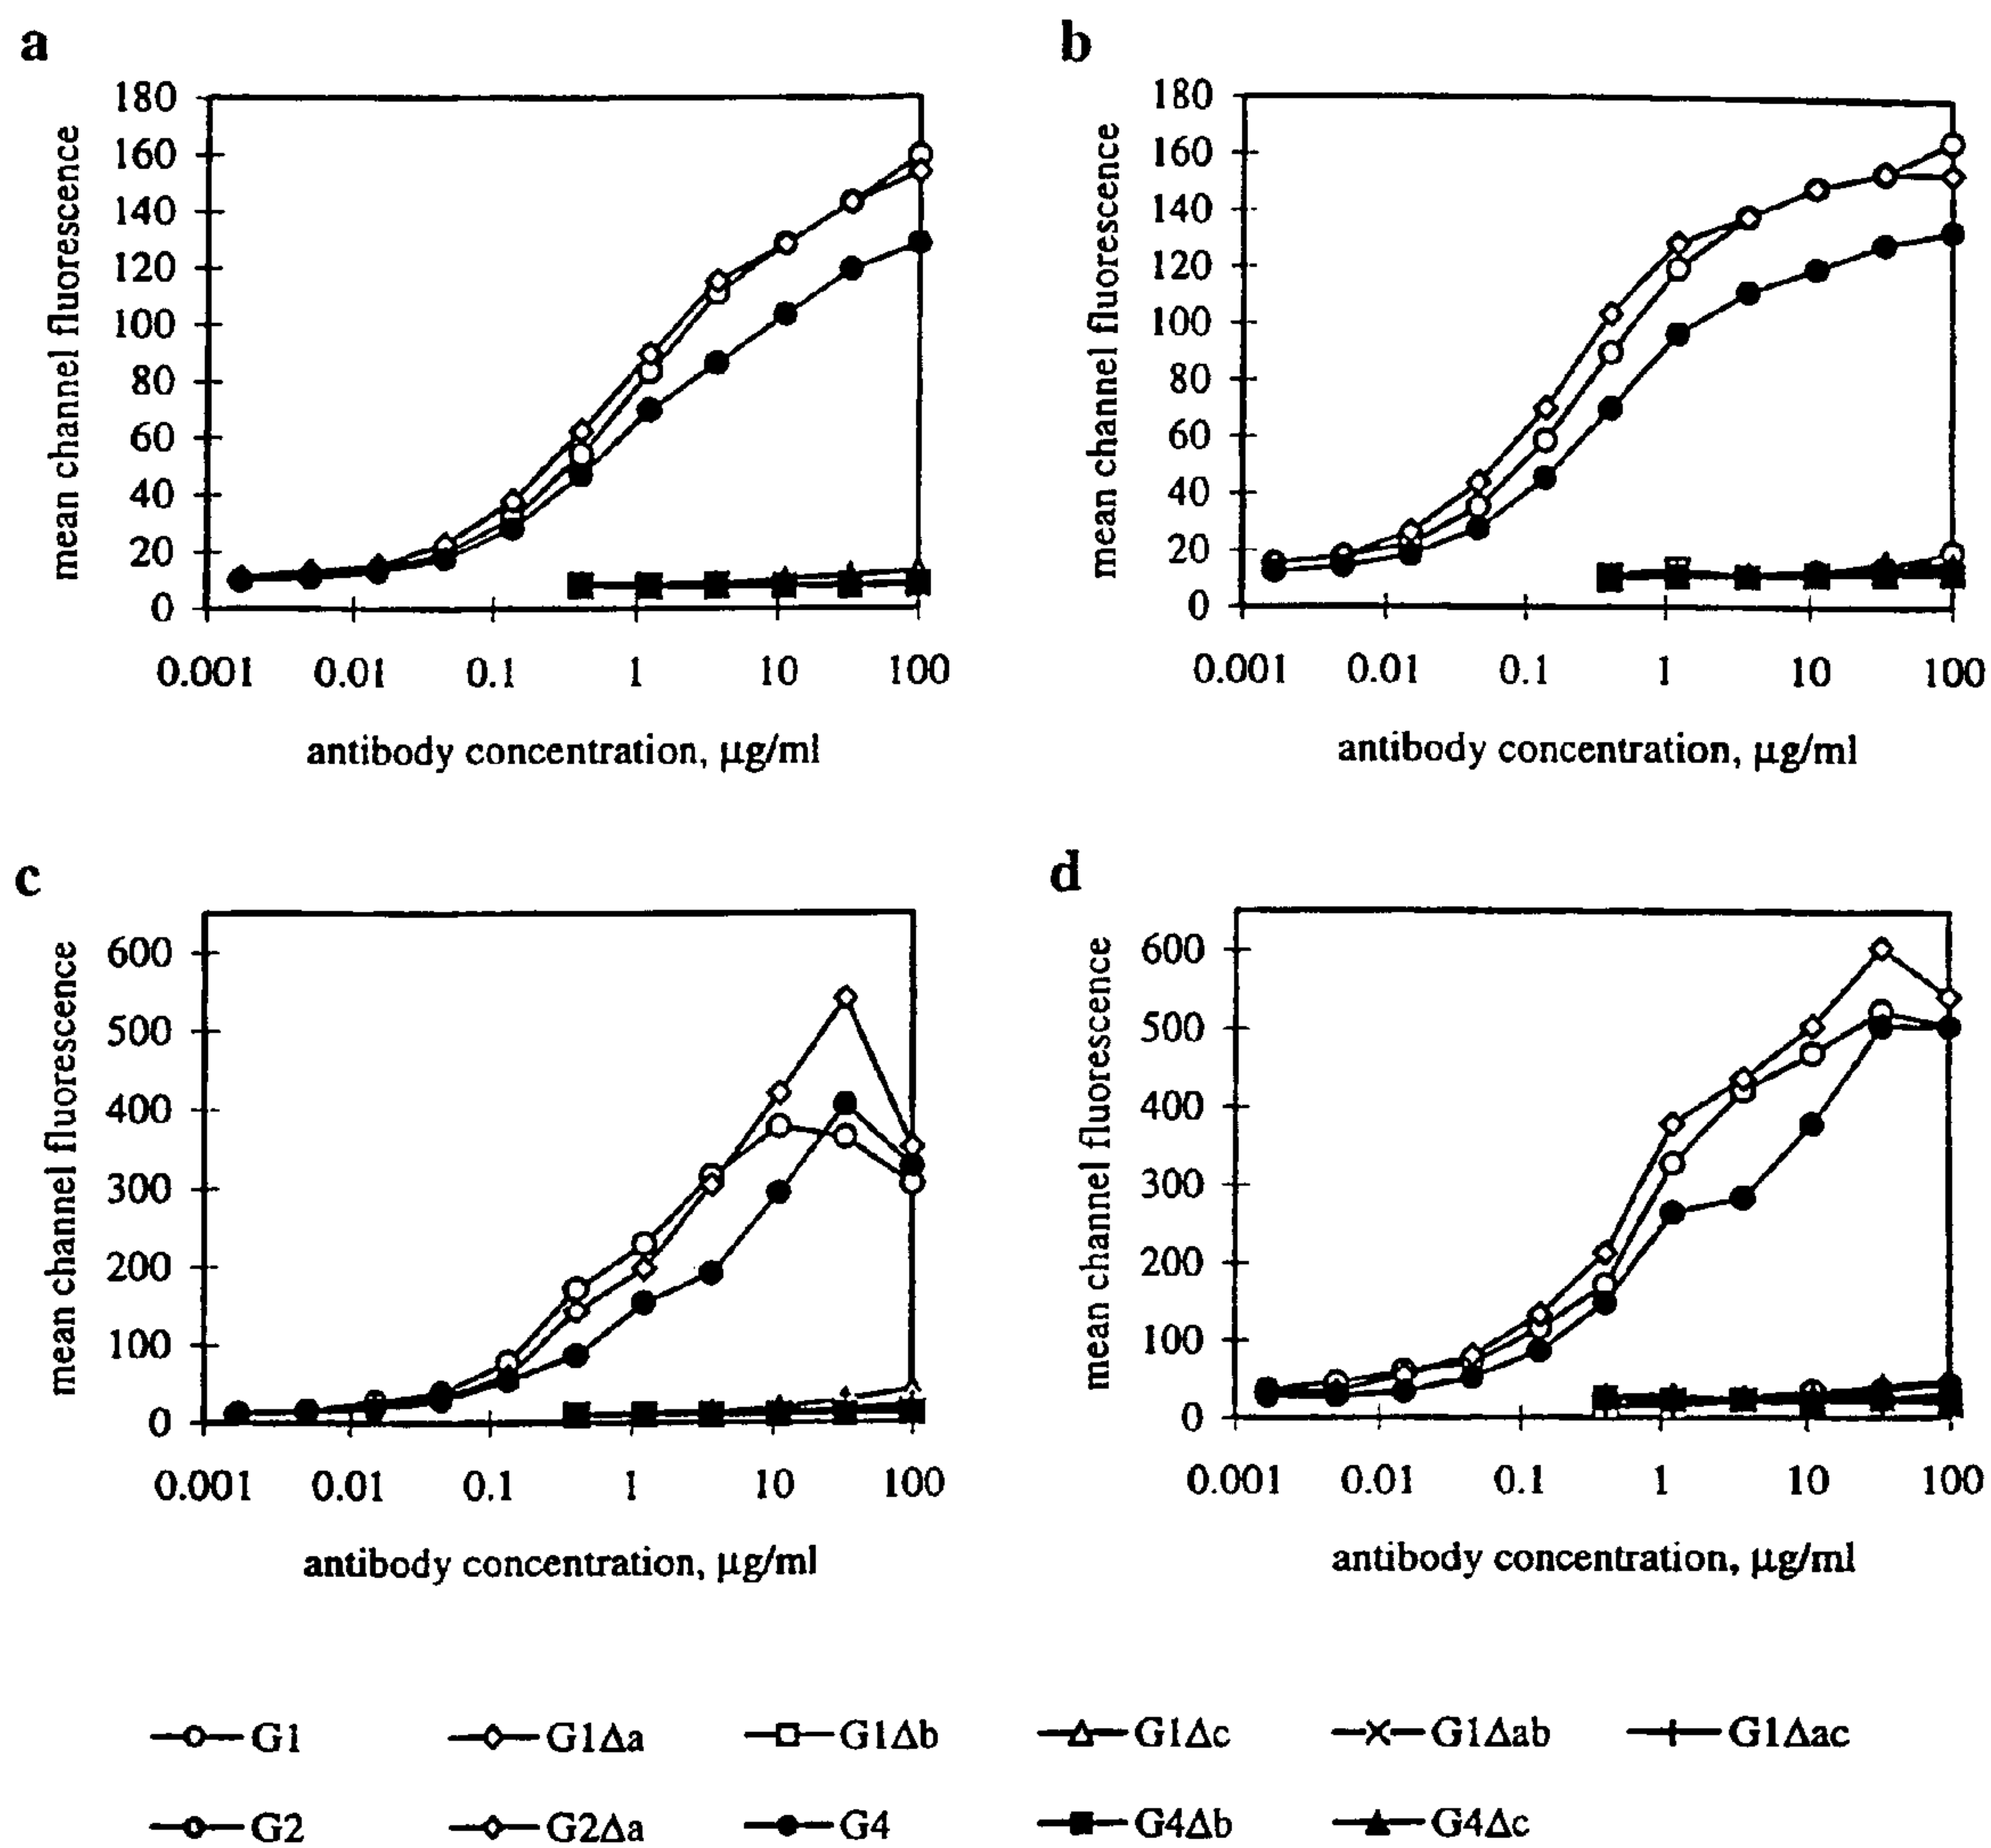 a
mean channel fluorescence
180
160
140
120
100
80
60
40
20
0
0.001 0.01 0.1 1 10 100
antibody concentration, µg/ml
b
mean channel fluorescence
180
160
140
120
100
80
60
40
20
0
0.001 0.01 0.1 1 10 100
antibody concentration, µg/ml
c
mean channel fluorescence
600
500
400
300
200
100
0
0.001 0.01 0.1 1 10 100
antibody concentration, µg/ml
d
mean channel fluorescence
600
500
400
300
200
100
0
0.001 0.01 0.1 1 10 100
antibody concentration, µg/ml
G1 G1Δa G1Δb G1Δc G1Δab G1Δac
G2 G2Δa G4 G4Δb G4Δc